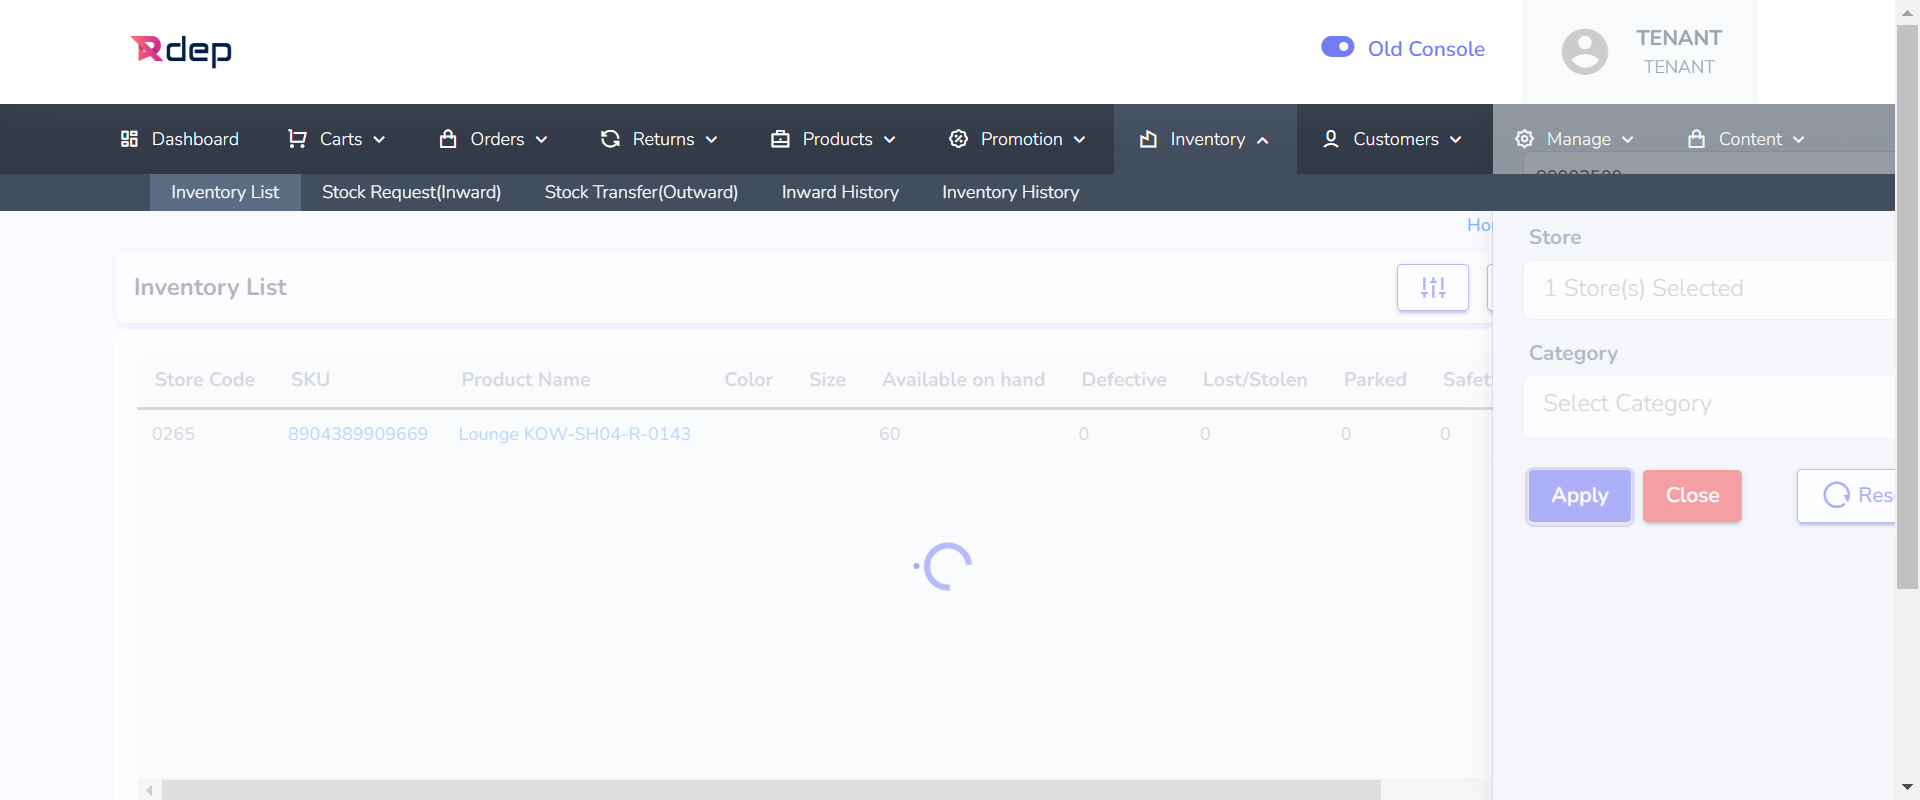 Rdep
Old Console
TENANT
TENANT
Dashboard
Carts
Orders
Returns
Products
Promotion
Inventory
Customers
Manage
Content
Inventory List
Stock Request(Inward)
Stock Transfer(Outward)
Inward History
Inventory History
Store
Inventory List
1 Store(s) Selected
Category
Store Code SKU Product Name Color Size Available on hand Defective Lost/Stolen Parked
Select Category
0265 8904389909669 Lounge KOW-SH04-R-0143 60 0 0 0 0
Apply
Close